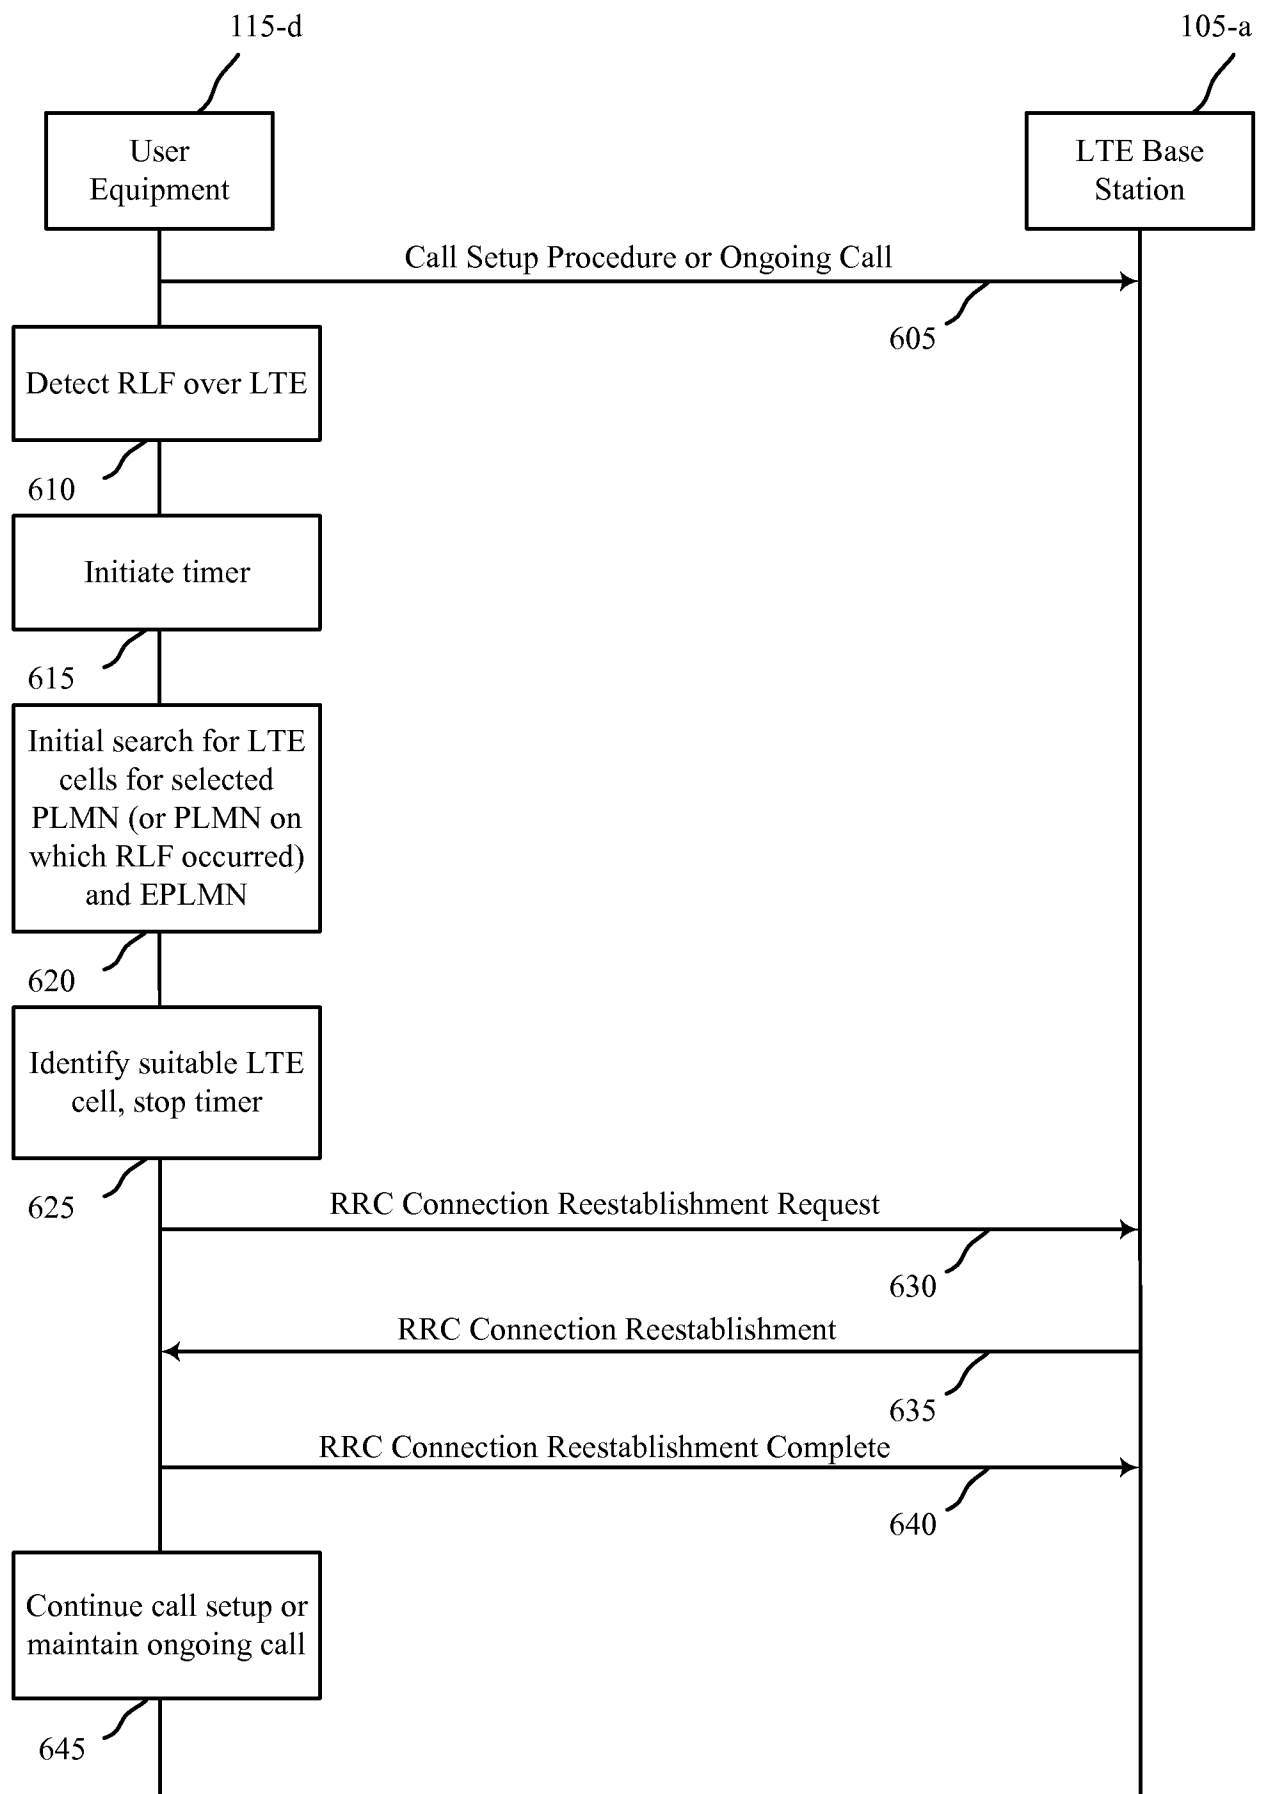 115-d
105-a
User
Equipment
LTE Base
Station
Call Setup Procedure or Ongoing Call
605
Detect RLF over LTE
610
Initiate timer
615
Initial search for LTE
cells for selected
PLMN (or PLMN on
which RLF occurred)
and EPLMN
620
Identify suitable LTE
cell, stop timer
625
RRC Connection Reestablishment Request
630
RRC Connection Reestablishment
635
RRC Connection Reestablishment Complete
640
Continue call setup or
maintain ongoing call
645